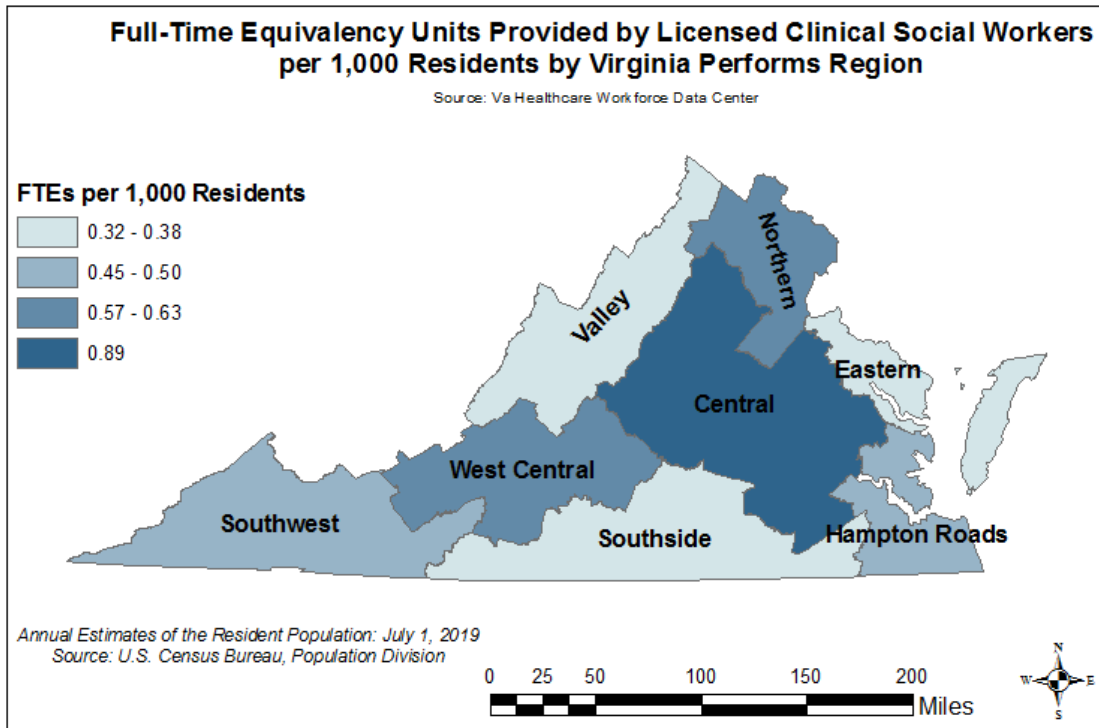 Full-Time Equivalency Units Provided by Licensed Clinical Social Workers
per 1,000 Residents by Virginia Performs Region
Source: Va Healthcare Workforce Data Center
FTEs per 1,000 Residents
0.32 - 0.38
0.45 - 0.50
0.57 - 0.63
0.89
Northern
Valley
Eastern
Central
West Central
Southwest
Southside
Hampton Roads
Annual Estimates of the Resident Population: July 1, 2019
Source: U.S. Census Bureau, Population Division
0 25 50 100 150 200
Miles
N
W E
S